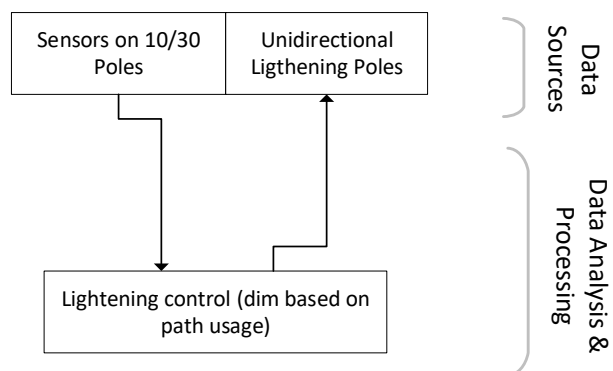 Sensors on 10/30
Poles
Unidirectional
Ligthening Poles
Data
Sources
Lightening control (dim based on
path usage)
Data Analysis &
Processing